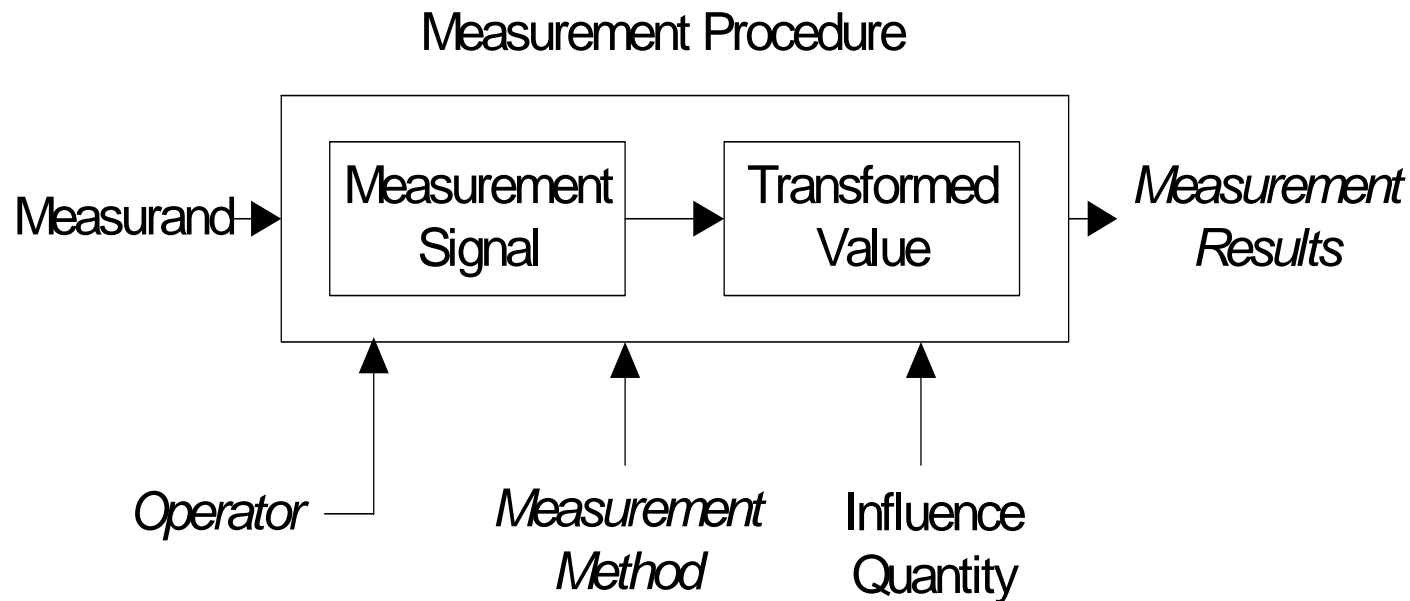 Measurement Procedure
Measurand
Measurement
Signal
Transformed
Value
Measurement
Results
Operator
Measurement
Method
Influence
Quantity